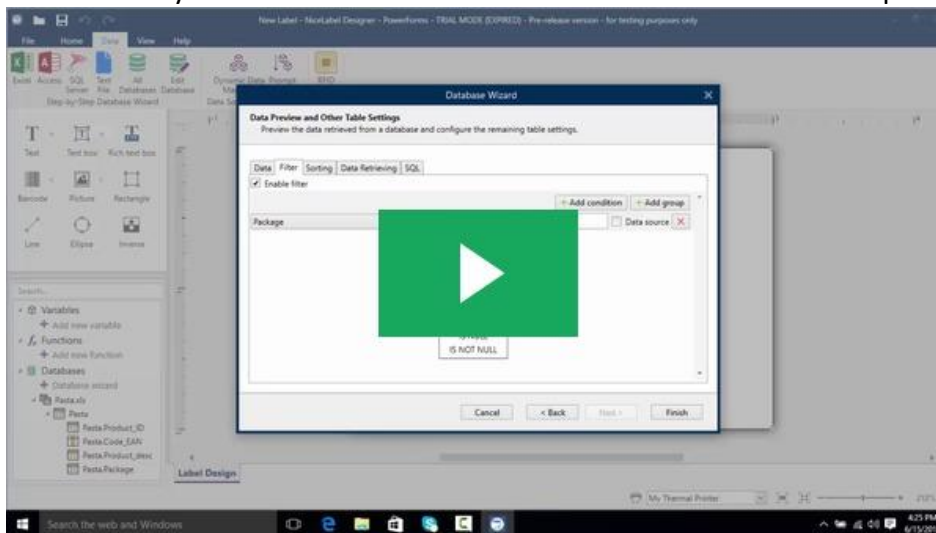 New Label - NiceLabel Designer - PowerForms - TRIAL MODE (EXPIRED) - Pre-release version - for testing purposes only
File Home Data View Help
Excel Access SQL Server Text File All Databases Edit Database
Step-by-Step Database Wizard
Database Wizard
Data Preview and Other Table Settings
Preview the data retrieved from a database and configure the remaining table settings.
Data Filter Sorting Data Retrieving SQL
Enable filter
+ Add condition + Add group
Package Data source
IS NOT NULL
Cancel < Back Next > Finish
Text Text box Rich text box
Barcode Picture Rectangle
Line Ellipse Inverse
Search...
Variables
Add new variable
Functions
Add new function
Databases
Database wizard
Pasta.xls
Pasta
Pasta.Product_ID
Pasta.Code_EAN
Pasta.Product_desc
Pasta.Package
Label Design
My Thermal Printer
Search the web and Windows
4:25 PM